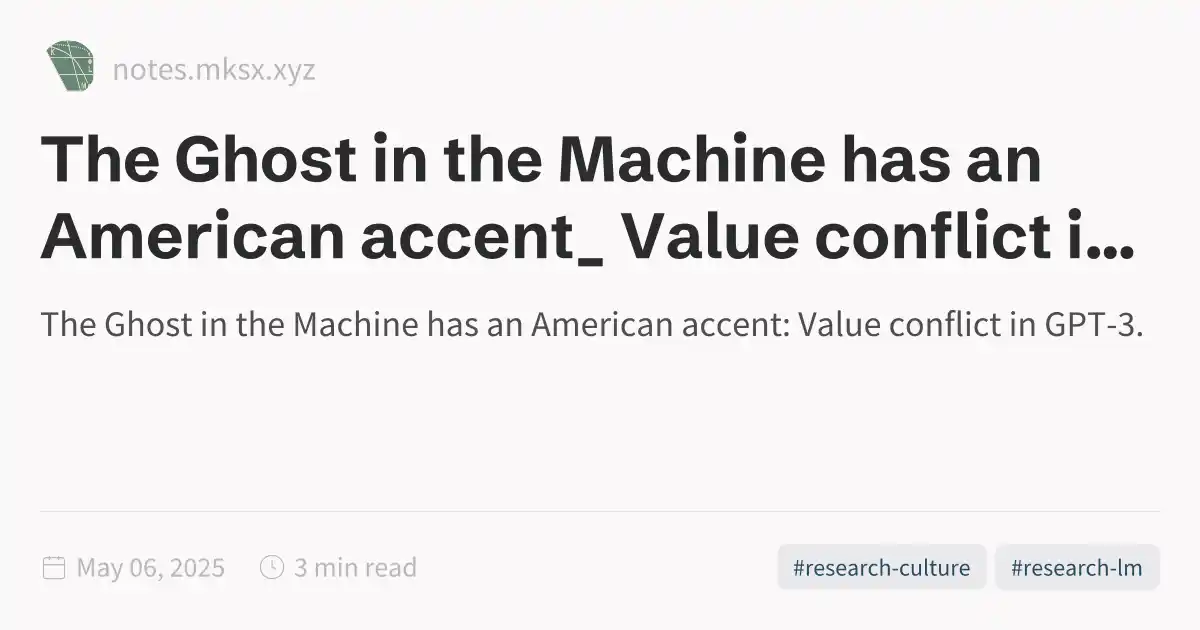 notes.mksx.xyz
The Ghost in the Machine has an
American accent_ Value conflict i...
The Ghost in the Machine has an American accent: Value conflict in GPT-3.
May 06, 2025
3 min read
#research-culture
#research-lm